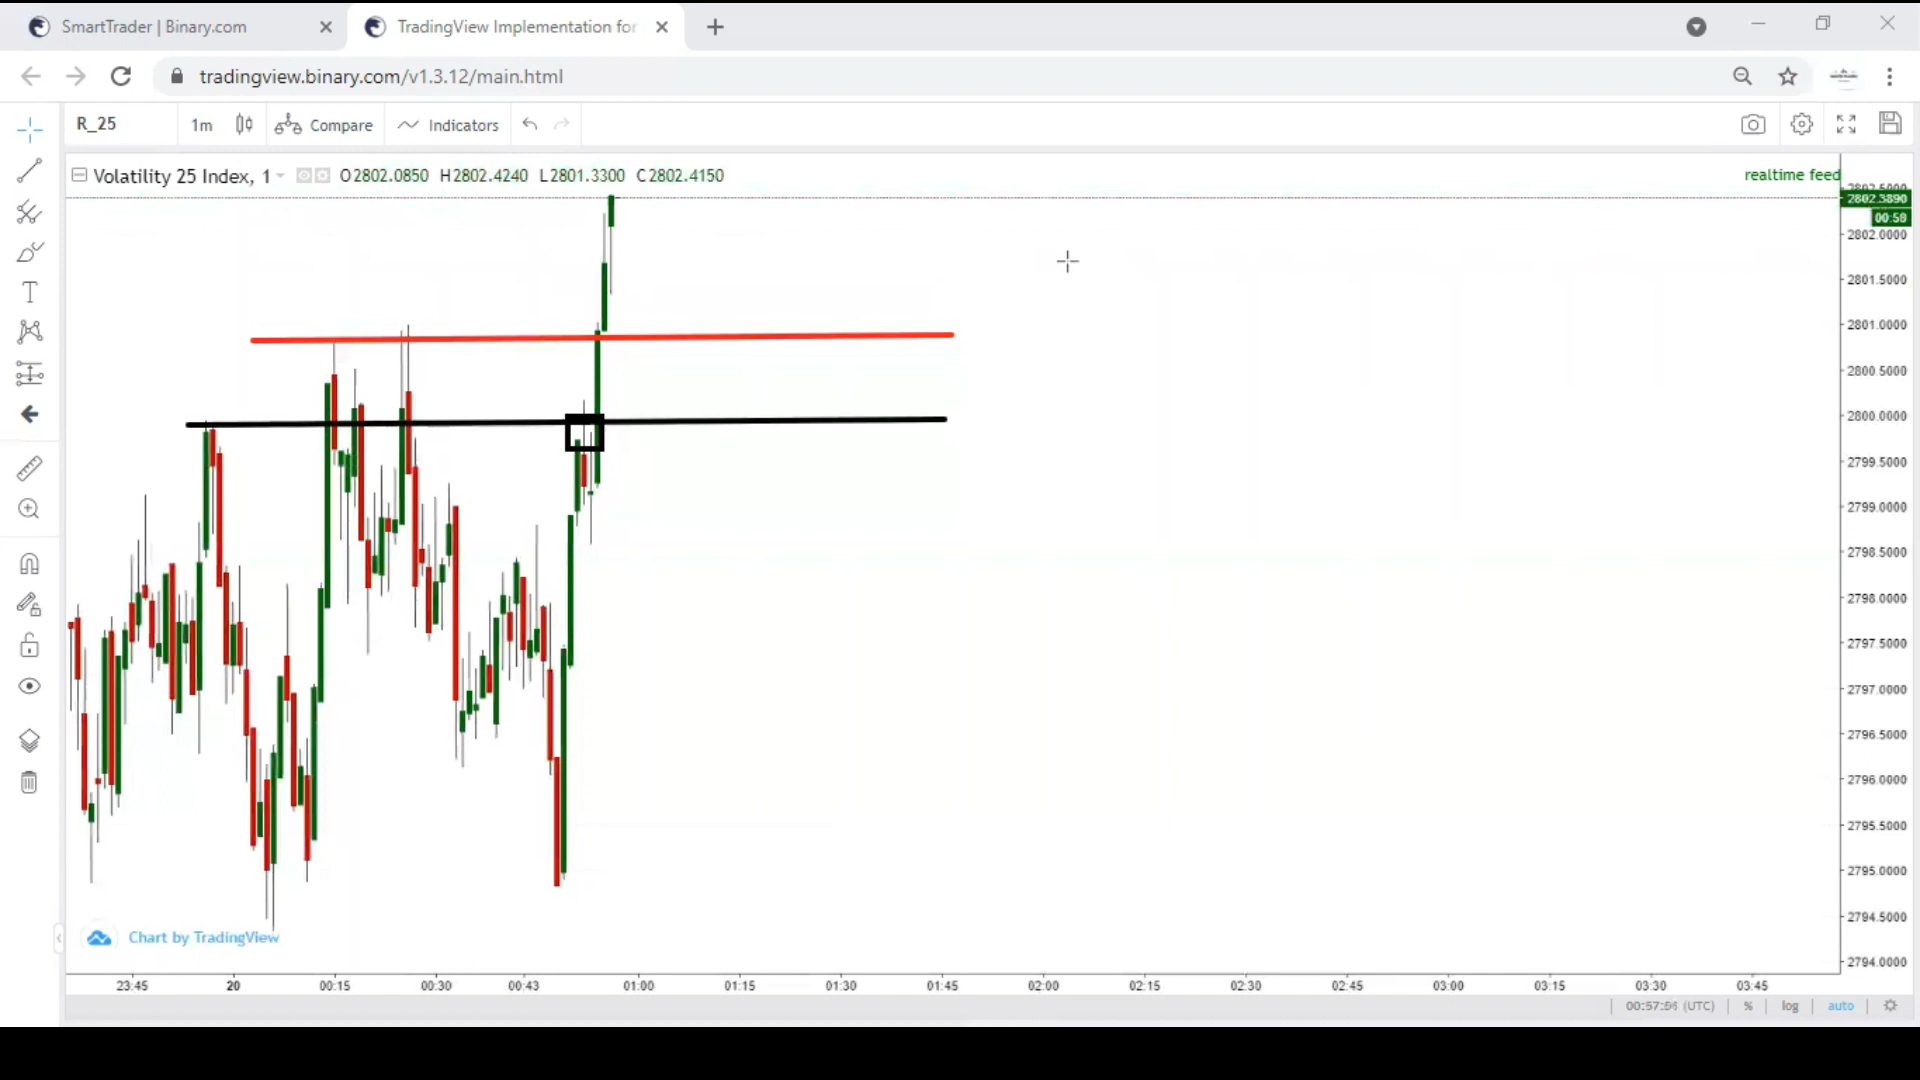 SmartTrader | Binary.com
TradingView Implementation for
tradingview.binary.com/v1.3.12/main.html
R_25
1m
Compare
Indicators
Volatility 25 Index, 1
O2802.0850 H2802.4240 L2801.3300 C2802.4150
realtime feed
2802.5000
2802.3890
00:59
2802.0000
2801.5000
2801.0000
2800.5000
2800.0000
2799.5000
2799.0000
2798.5000
2798.0000
2797.5000
2797.0000
2796.5000
2796.0000
2795.5000
2795.0000
2794.5000
2794.0000
Chart by TradingView
23:45 20 00:15 00:30 00:43 01:00 01:15 01:30 01:45 02:00 02:15 02:30 02:45 03:00 03:15 03:30 03:45
(UTC) % log auto